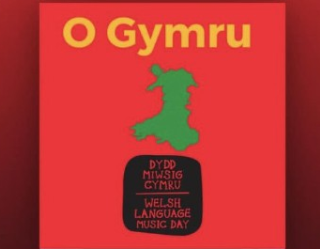 O Gymru
DYDD
MIWSIG
CYMRU
WELSH
LANGUAGE
MUSIC DAY